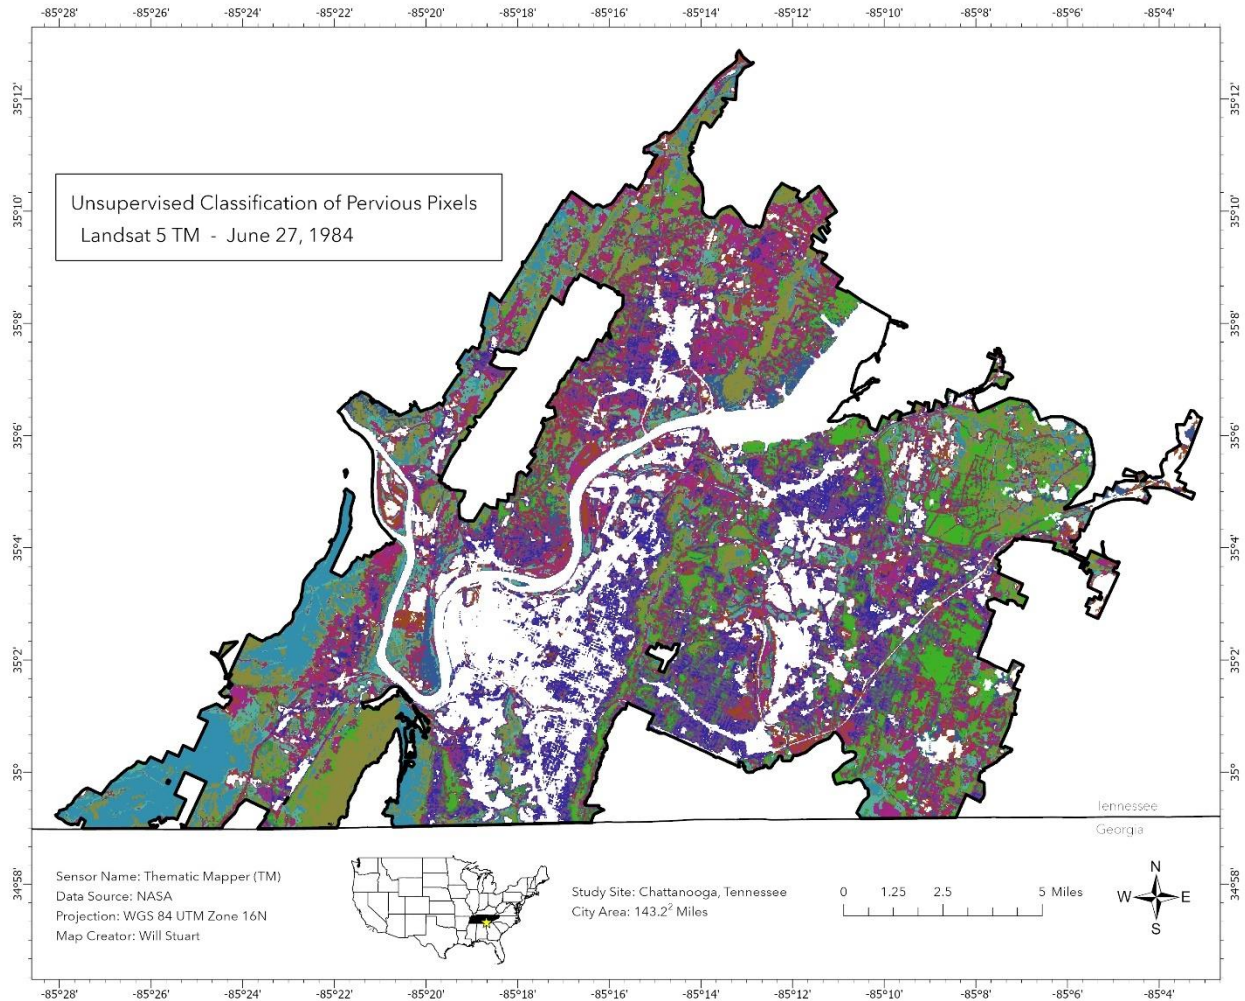 -85°28' -85°26' -85°24' -85°22' -85°20' -85°18' -85°16' -85°14' -85°12' -85°10' -85°8' -85°6' -85°4'
35°12' 35°12'
Unsupervised Classification of Pervious Pixels
Landsat 5 TM - June 27, 1984
35°10' 35°10'
35°8' 35°8'
35°6' 35°6'
35°4' 35°4'
35°2' 35°2'
35° 35°
Tennessee
Georgia
34°58' 34°58'
Sensor Name: Thematic Mapper (TM)
Data Source: NASA
Projection: WGS 84 UTM Zone 16N
Map Creator: Will Stuart
Study Site: Chattanooga, Tennessee
City Area: 143.2² Miles
0 1.25 2.5 5 Miles
N
W E
S
-85°28' -85°26' -85°24' -85°22' -85°20' -85°18' -85°16' -85°14' -85°12' -85°10' -85°8' -85°6' -85°4'